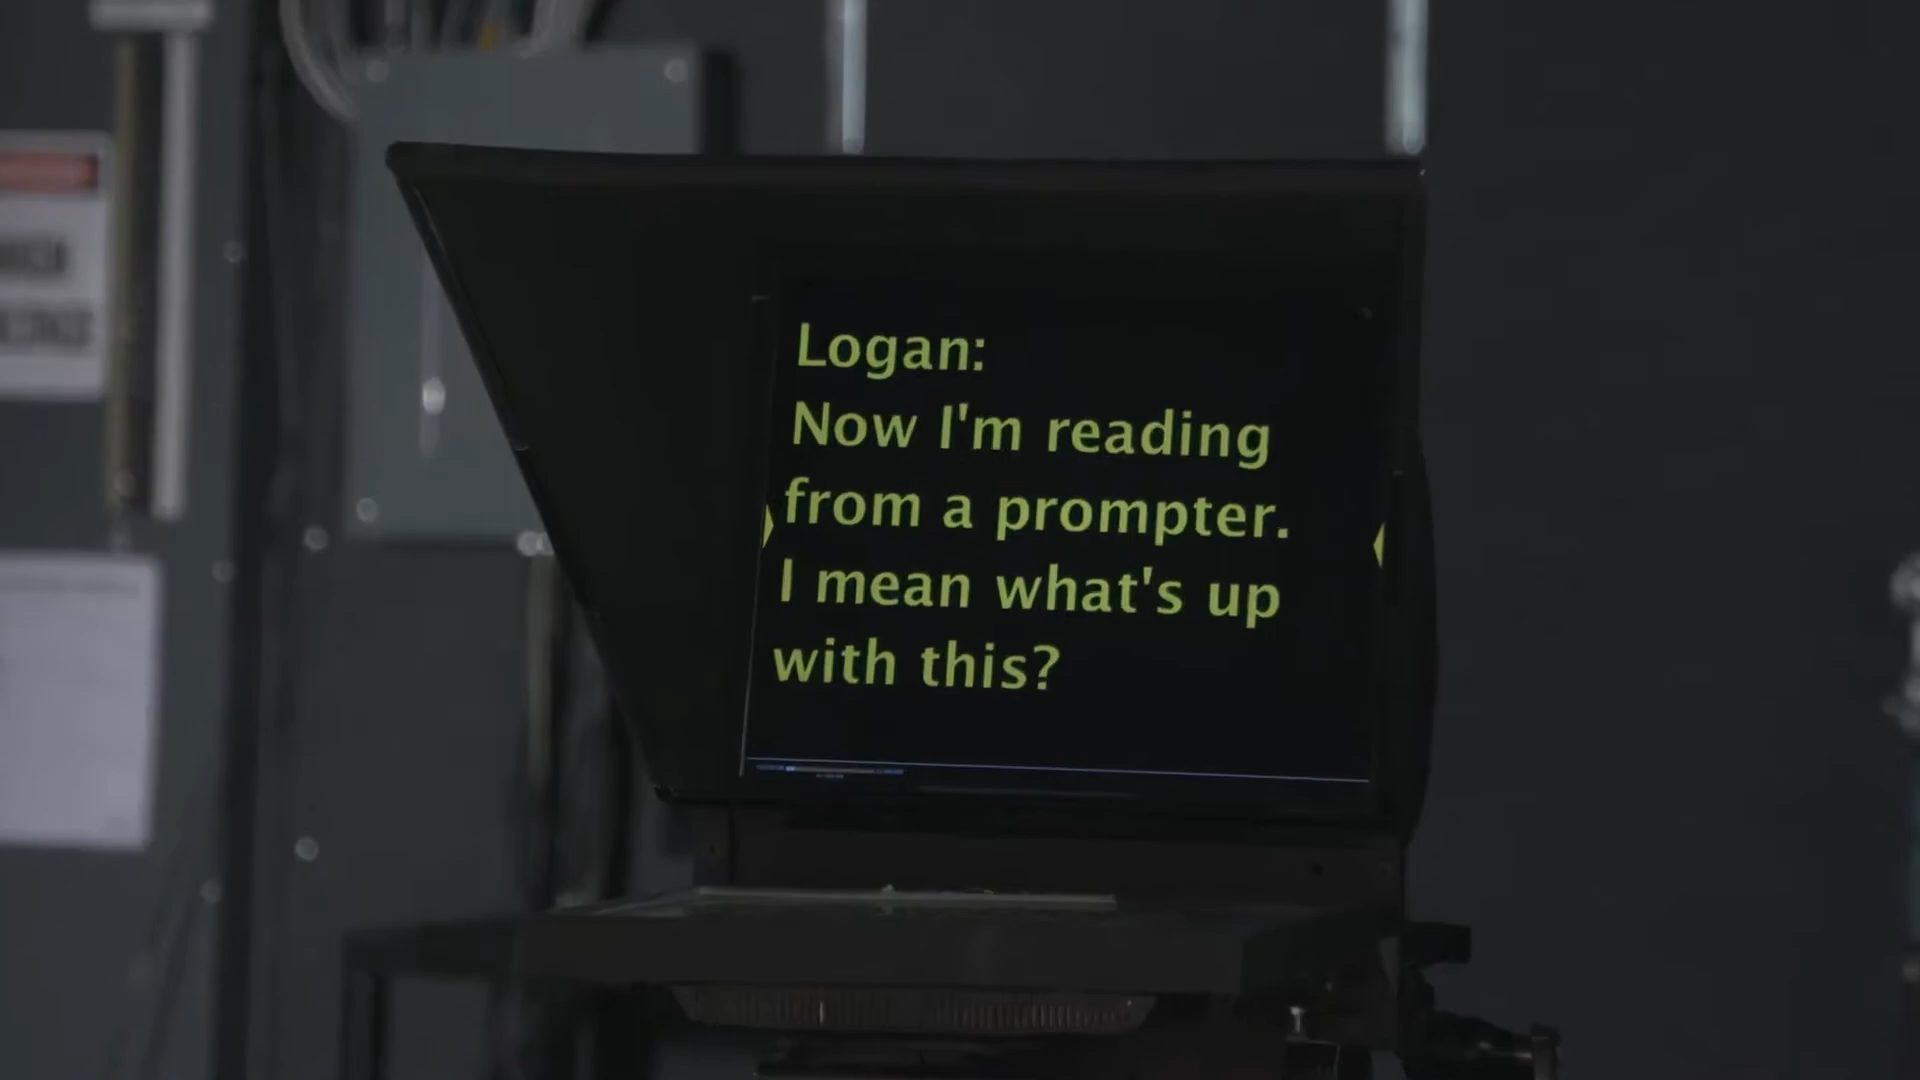 Logan:
Now I'm reading
from a prompter.
I mean what's up
with this?